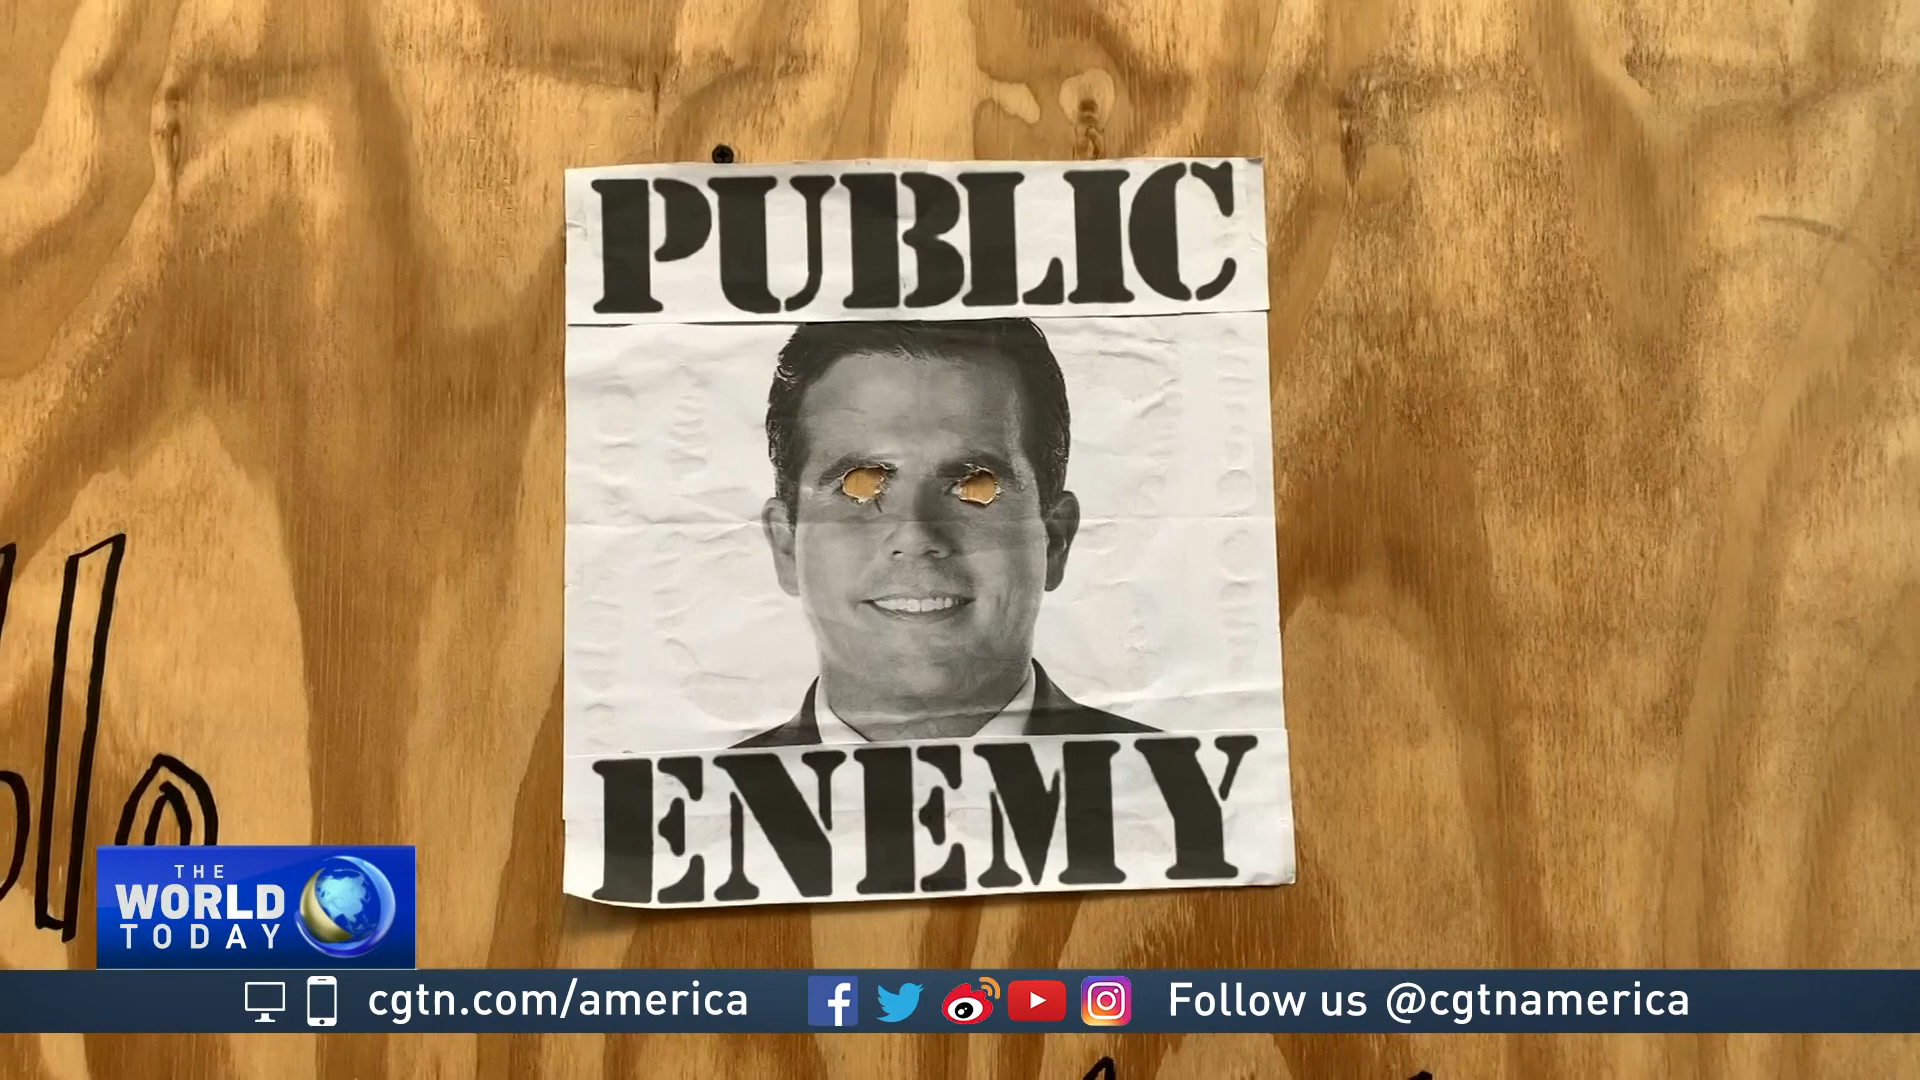 PUBLIC
ENEMY
THE
WORLD
TODAY
cgtn.com/america
Follow us @cgtnamerica